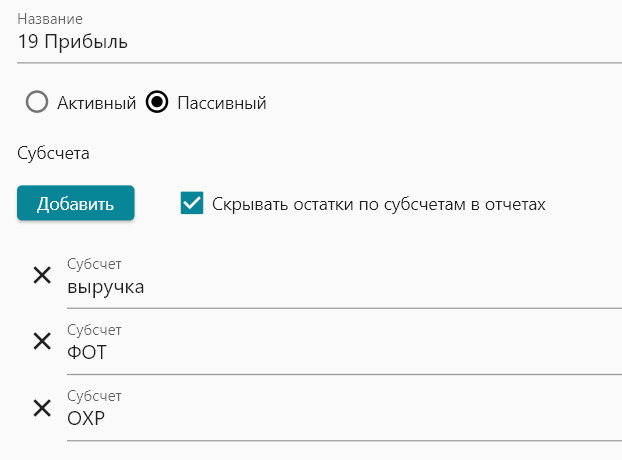 Название
19 Прибыль
Активный Пассивный
Субсчета
Добавить Скрывать остатки по субсчетам в отчетах
Субсчет
выручка
Субсчет
ФОТ
Субсчет
ОХР